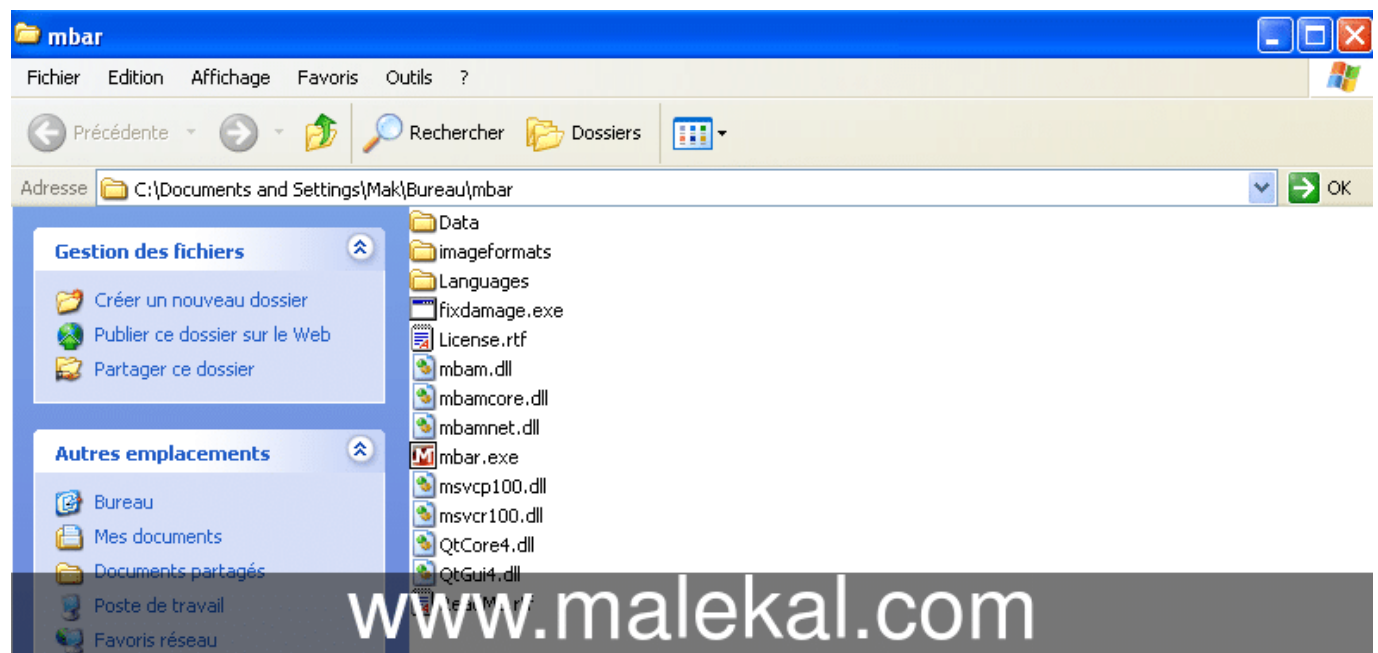 mbar
Fichier Edition Affichage Favoris Outils ?
Précédente Rechercher Dossiers
Adresse C:\Documents and Settings\Mak\Bureau\mbar OK
Gestion des fichiers
Créer un nouveau dossier
Publier ce dossier sur le Web
Partager ce dossier
Autres emplacements
Bureau
Mes documents
Documents partagés
Poste de travail
Favoris réseau
Data
imageformats
Languages
fixdamage.exe
License.rtf
mbam.dll
mbamcore.dll
mbamnet.dll
mbar.exe
msvcp100.dll
msvcr100.dll
QtCore4.dll
QtGui4.dll
www.malekal.com